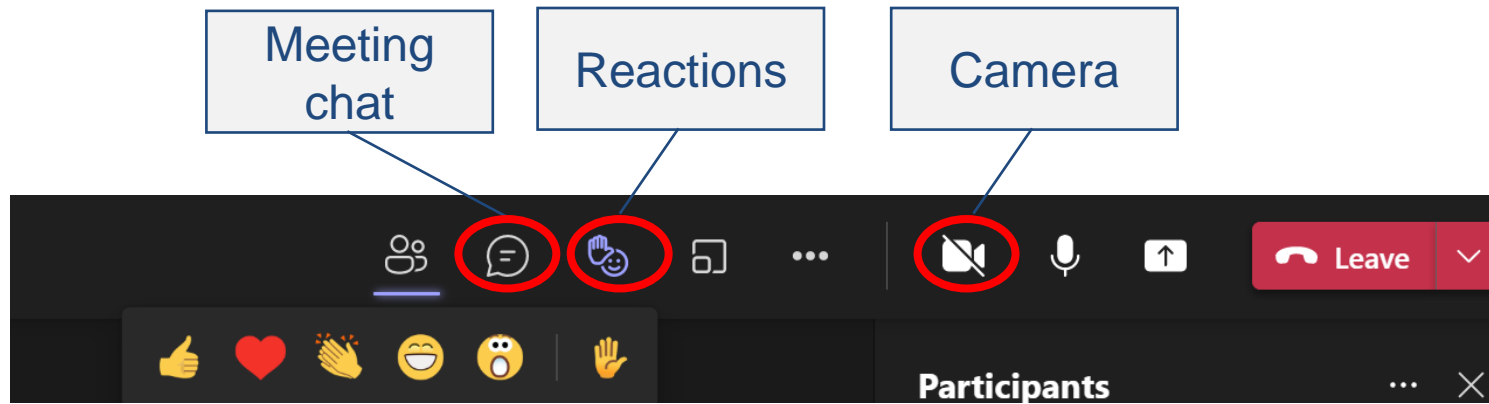 Meeting
chat
Reactions
Camera
Leave
Participants